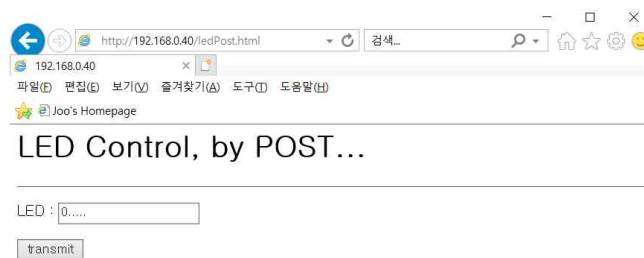 http://192.168.0.40/ledPost.html 검색...
192.168.0.40
파일(F) 편집(E) 보기(V) 즐겨찾기(A) 도구(T) 도움말(H)
Joo's Homepage
LED Control, by POST...
LED : 0.....
transmit